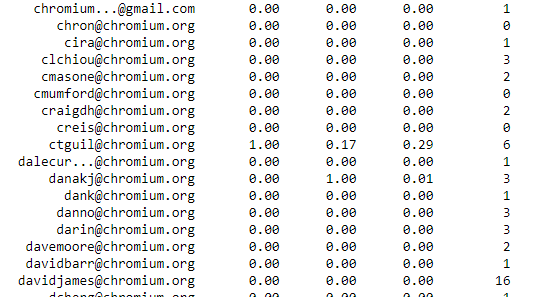 chromium...@gmail.com 0.00 0.00 0.00 1
chron@chromium.org 0.00 0.00 0.00 0
cira@chromium.org 0.00 0.00 0.00 1
clchiou@chromium.org 0.00 0.00 0.00 3
cmasone@chromium.org 0.00 0.00 0.00 2
cmumford@chromium.org 0.00 0.00 0.00 0
craigdh@chromium.org 0.00 0.00 0.00 2
creis@chromium.org 0.00 0.00 0.00 0
ctguil@chromium.org 1.00 0.17 0.29 6
dalecur...@chromium.org 0.00 0.00 0.00 1
danakj@chromium.org 0.00 1.00 0.01 3
dank@chromium.org 0.00 0.00 0.00 1
danno@chromium.org 0.00 0.00 0.00 3
darin@chromium.org 0.00 0.00 0.00 3
davemoore@chromium.org 0.00 0.00 0.00 2
davidbarr@chromium.org 0.00 0.00 0.00 1
davidjames@chromium.org 0.00 0.00 0.00 16